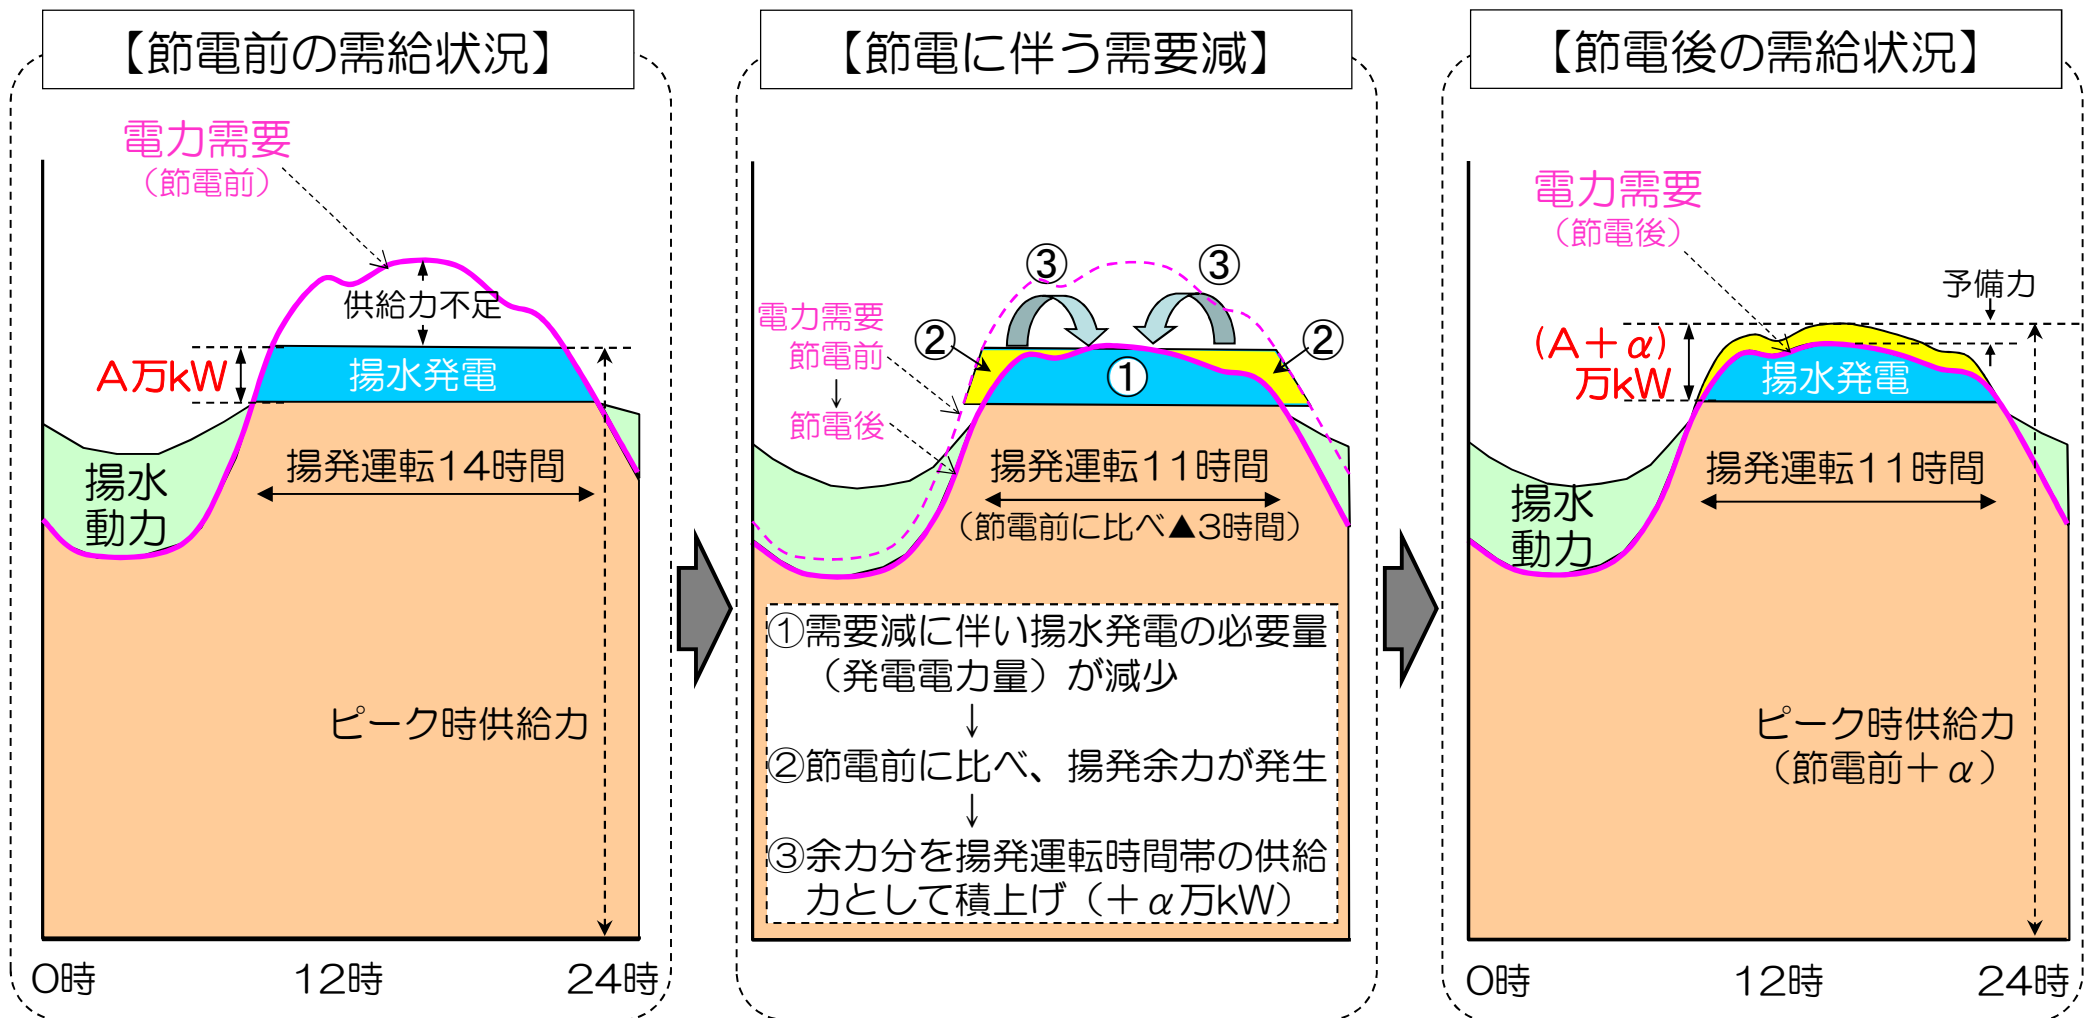 【節電前の需給状況】
電力需要
（節電前）
供給力不足
A万kW
揚水発電
揚発運転14時間
揚水
動力
ピーク時供給力
0時
12時
24時
【節電に伴う需要減】
③
③
電力需要
節電前
↓
節電後
②
②
①
揚発運転11時間
（節電前に比べ▲3時間）
①需要減に伴い揚水発電の必要量
（発電電力量）が減少
↓
②節電前に比べ、揚発余力が発生
↓
③余力分を揚発運転時間帯の供給
力として積上げ（＋α万kW）
【節電後の需給状況】
電力需要
（節電後）
予備力
(A＋α)
万kW
揚水発電
揚発運転11時間
揚水
動力
ピーク時供給力
（節電前＋α）
0時
12時
24時